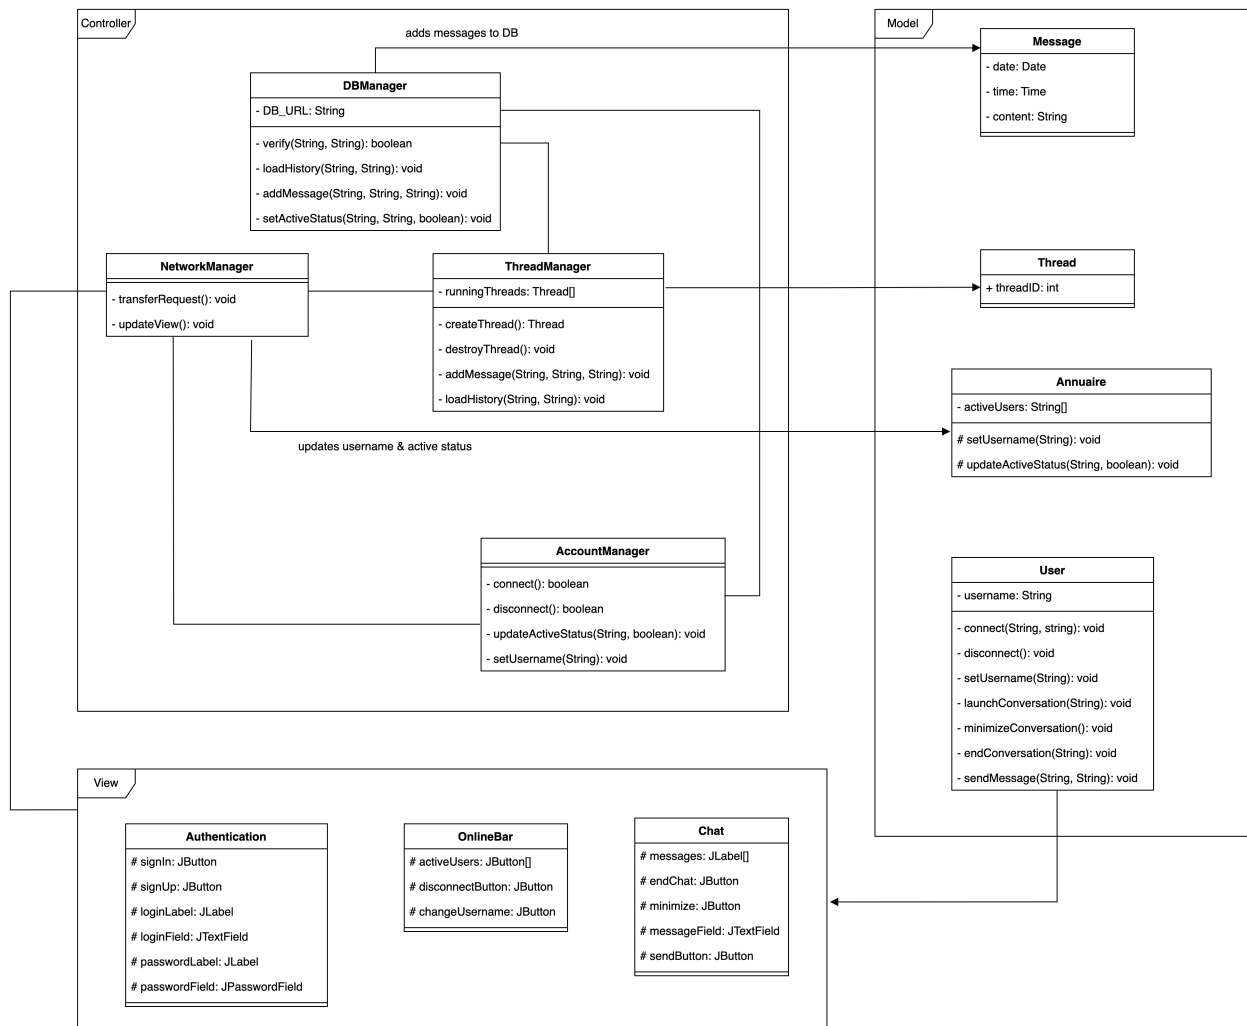 Controller
adds messages to DB
DBManager
- DB_URL: String
- verify(String, String): boolean
- loadHistory(String, String): void
- addMessage(String, String, String): void
- setActiveStatus(String, String, boolean): void
NetworkManager
- transferRequest(): void
- updateView(): void
ThreadManager
- runningThreads: Thread[]
- createThread(): Thread
- destroyThread(): void
- addMessage(String, String, String): void
- loadHistory(String, String): void
updates username & active status
AccountManager
- connect(): boolean
- disconnect(): boolean
- updateActiveStatus(String, boolean): void
- setUsername(String): void
Model
Message
- date: Date
- time: Time
- content: String
Thread
+ threadID: int
Annuaire
- activeUsers: String[]
# setUsername(String): void
# updateActiveStatus(String, boolean): void
User
- username: String
- connect(String, string): void
- disconnect(): void
- setUsername(String): void
- launchConversation(String): void
- minimizeConversation(): void
- endConversation(String): void
- sendMessage(String, String): void
View
Authentication
# signIn: JButton
# signUp: JButton
# loginLabel: JLabel
# loginField: JTextField
# passwordLabel: JLabel
# passwordField: JPasswordField
OnlineBar
# activeUsers: JButton[]
# disconnectButton: JButton
# changeUsername: JButton
Chat
# messages: JLabel[]
# endChat: JButton
# minimize: JButton
# messageField: JTextField
# sendButton: JButton